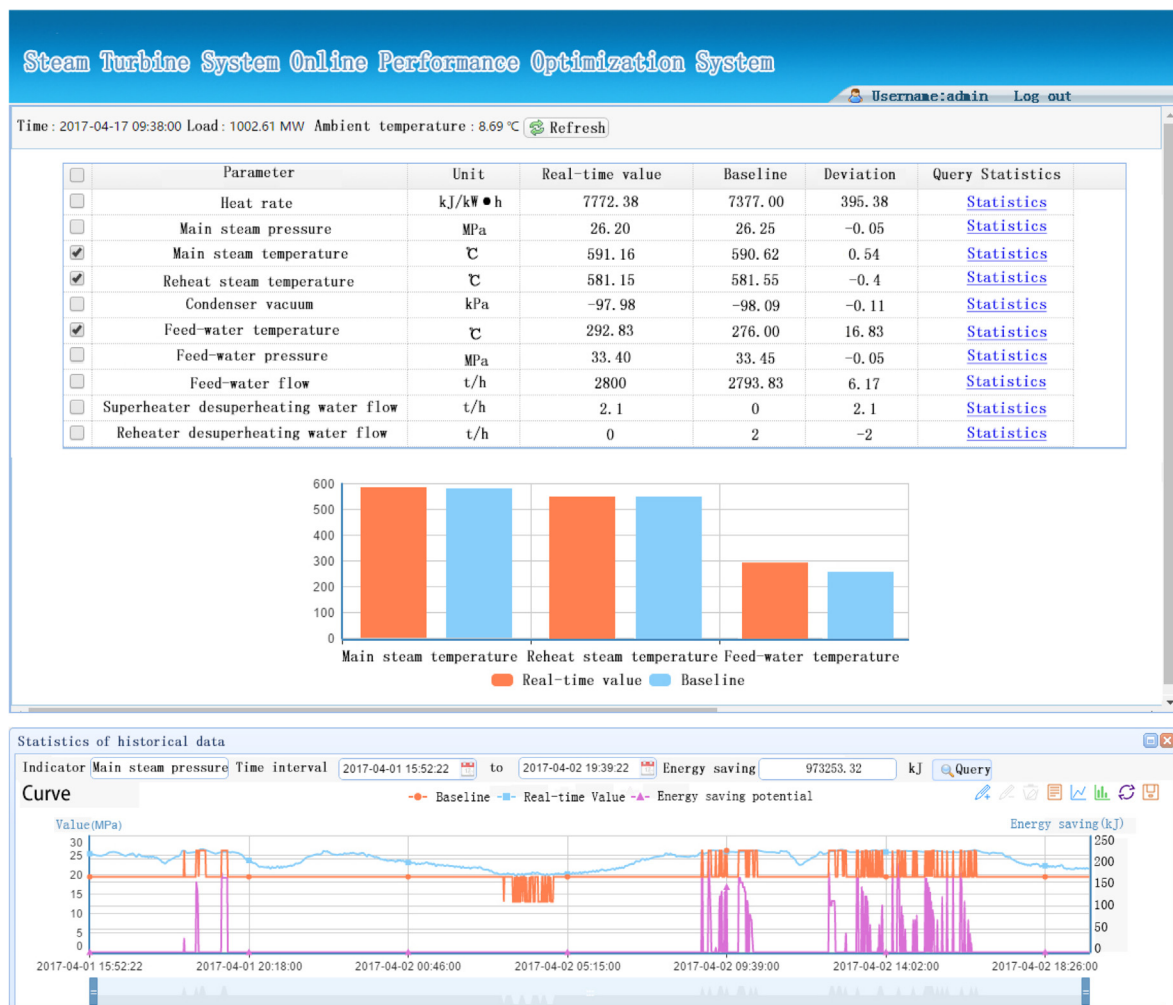 Steam Turbine System Online Performance Optimization System
Username:admin Log out
Time : 2017-04-17 09:38:00 Load : 1002.61 MW Ambient temperature : 8.69 ℃ Refresh
Parameter Unit Real-time value Baseline Deviation Query Statistics
Heat rate kJ/kW●h 7772.38 7377.00 395.38 Statistics
Main steam pressure MPa 26.20 26.25 -0.05 Statistics
Main steam temperature ℃ 591.16 590.62 0.54 Statistics
Reheat steam temperature ℃ 581.15 581.55 -0.4 Statistics
Condenser vacuum kPa -97.98 -98.09 -0.11 Statistics
Feed-water temperature ℃ 292.83 276.00 16.83 Statistics
Feed-water pressure MPa 33.40 33.45 -0.05 Statistics
Feed-water flow t/h 2800 2793.83 6.17 Statistics
Superheater desuperheating water flow t/h 2.1 0 2.1 Statistics
Reheater desuperheating water flow t/h 0 2 -2 Statistics
600
500
400
300
200
100
0
Main steam temperature Reheat steam temperature Feed-water temperature
Real-time value Baseline
Statistics of historical data
Indicator Main steam pressure Time interval 2017-04-01 15:52:22 to 2017-04-02 19:39:22 Energy saving 973253.32 kJ Query
Curve
Baseline Real-time Value Energy saving potential
Value(MPa) Energy saving(kJ)
30 250
25 200
20 150
15 100
10 50
5 0
0
2017-04-01 15:52:22 2017-04-01 20:18:00 2017-04-02 00:46:00 2017-04-02 05:15:00 2017-04-02 09:39:00 2017-04-02 14:02:00 2017-04-02 18:26:00